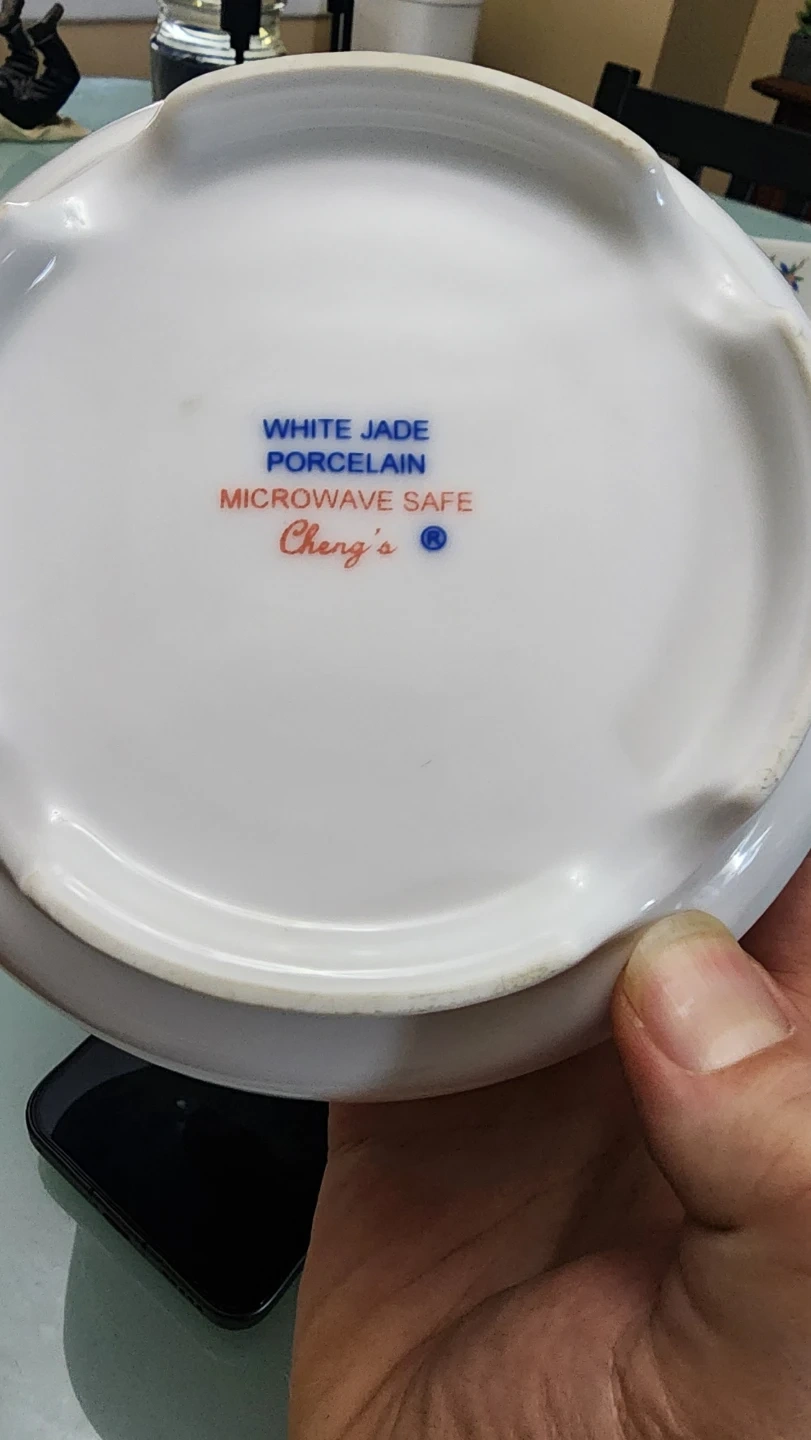 WHITE JADE
PORCELAIN
MICROWAVE SAFE
Cheng's ®